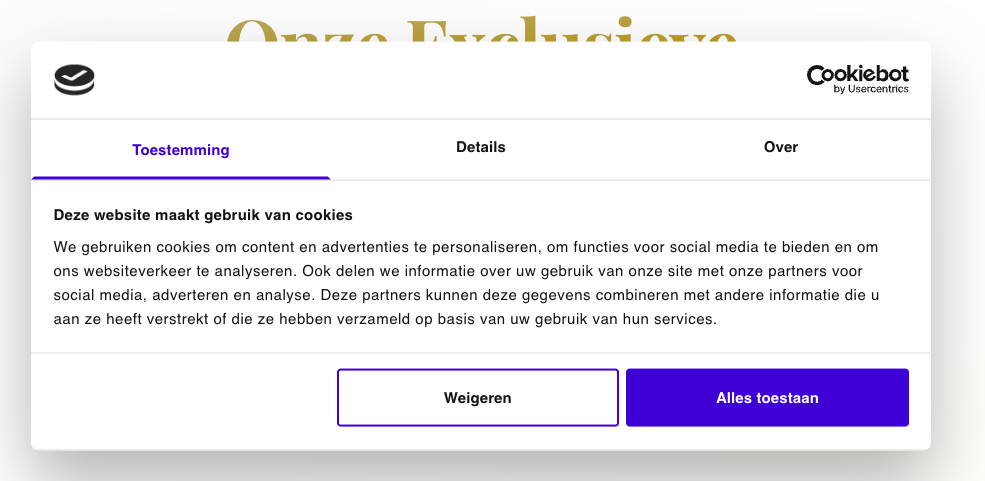 Onze Exclusieve
Cookiebot
by Usercentrics
Toestemming
Details
Over
Deze website maakt gebruik van cookies
We gebruiken cookies om content en advertenties te personaliseren, om functies voor social media te bieden en om
ons websiteverkeer te analyseren. Ook delen we informatie over uw gebruik van onze site met onze partners voor
social media, adverteren en analyse. Deze partners kunnen deze gegevens combineren met andere informatie die u
aan ze heeft verstrekt of die ze hebben verzameld op basis van uw gebruik van hun services.
Weigeren
Alles toestaan